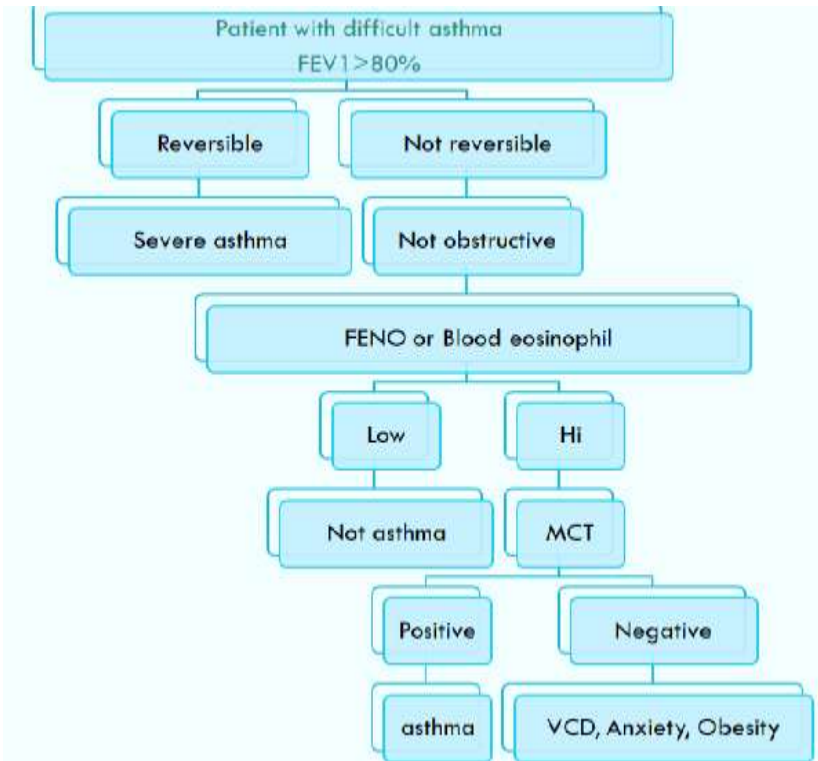 Patient with difficult asthma
FEV1>80%
Reversible
Not reversible
Severe asthma
Not obstructive
FENO or Blood eosinophil
Low
Hi
Not asthma
MCT
Positive
Negative
asthma
VCD, Anxiety, Obesity